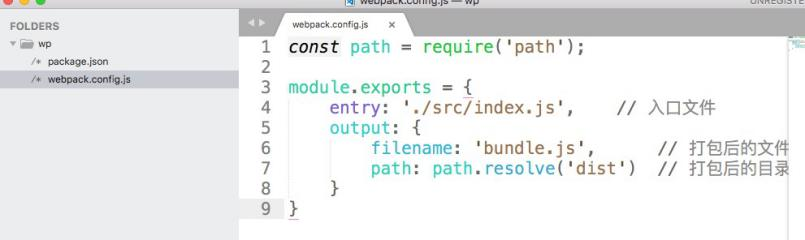 webpack.config.js — wp
UNREGISTE
FOLDERS
wp
/* package.json
/* webpack.config.js
webpack.config.js ×
1 const path = require('path');
2
3 module.exports = {
4 entry: './src/index.js', // 入口文件
5 output: {
6 filename: 'bundle.js', // 打包后的文件
7 path: path.resolve('dist') // 打包后的目录
8 }
9 }